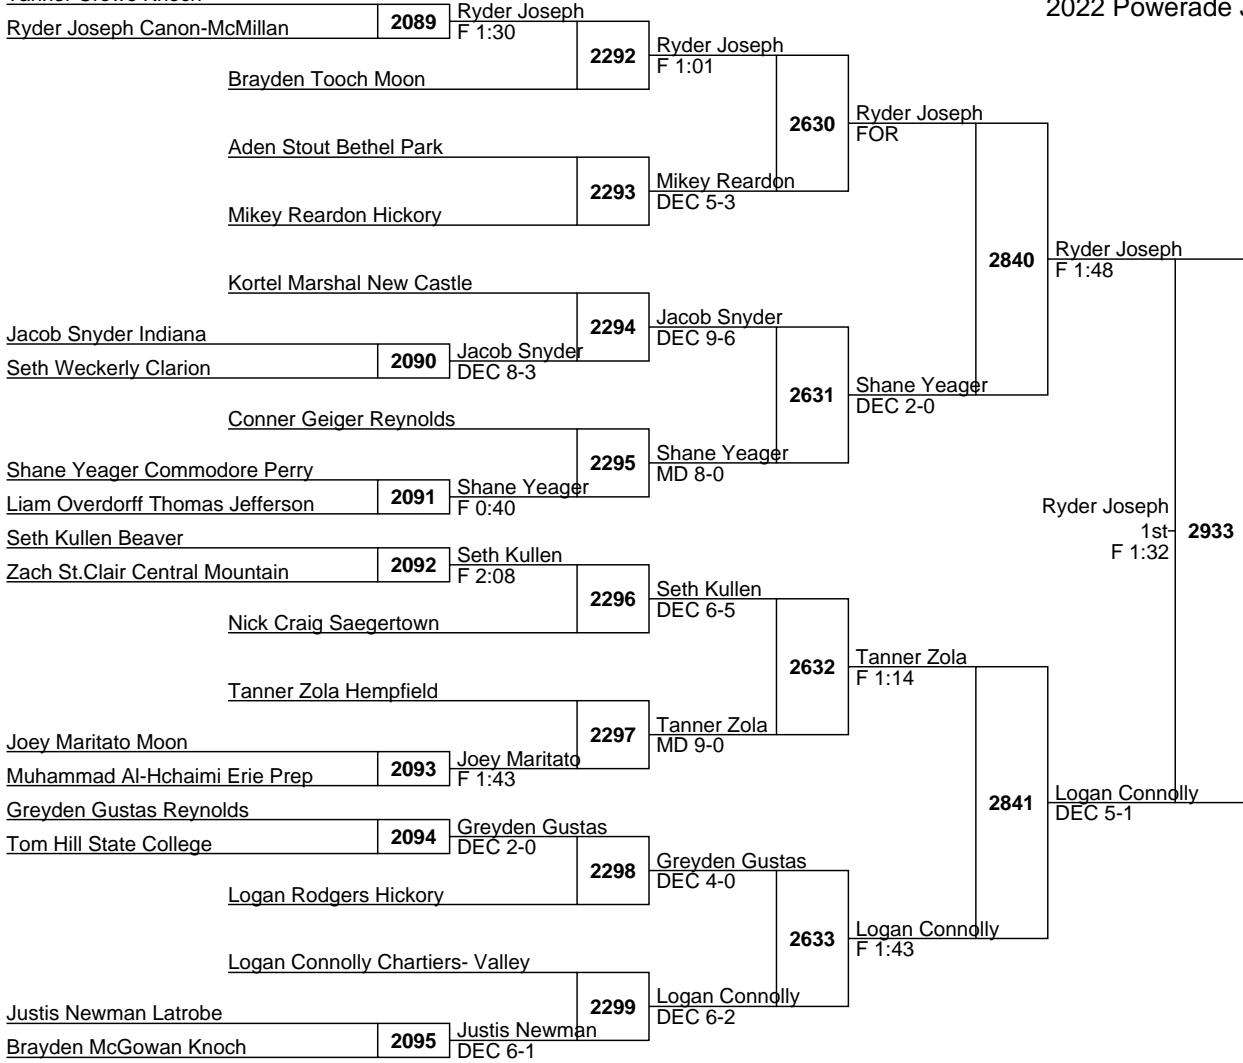 2022 Powerade
Ryder Joseph Canon-McMillan
2089
Ryder Joseph
F 1:30
Brayden Tooch Moon
2292
Ryder Joseph
F 1:01
Aden Stout Bethel Park
Mikey Reardon Hickory
2293
Mikey Reardon
DEC 5-3
2630
Ryder Joseph
FOR
Kortel Marshal New Castle
Jacob Snyder Indiana
Seth Weckerly Clarion
2090
Jacob Snyder
DEC 8-3
2294
Jacob Snyder
DEC 9-6
Conner Geiger Reynolds
Shane Yeager Commodore Perry
Liam Overdorff Thomas Jefferson
2091
Shane Yeager
F 0:40
2295
Shane Yeager
MD 8-0
2631
Shane Yeager
DEC 2-0
2840
Ryder Joseph
F 1:48
Seth Kullen Beaver
Zach St.Clair Central Mountain
2092
Seth Kullen
F 2:08
Nick Craig Saegertown
2296
Seth Kullen
DEC 6-5
Tanner Zola Hempfield
Joey Maritato Moon
Muhammad Al-Hchaimi Erie Prep
2093
Joey Maritato
F 1:43
2297
Tanner Zola
MD 9-0
2632
Tanner Zola
F 1:14
Greyden Gustas Reynolds
Tom Hill State College
2094
Greyden Gustas
DEC 2-0
Logan Rodgers Hickory
2298
Greyden Gustas
DEC 4-0
Logan Connolly Chartiers- Valley
Justis Newman Latrobe
Brayden McGowan Knoch
2095
Justis Newman
DEC 6-1
2299
Logan Connolly
DEC 6-2
2633
Logan Connolly
F 1:43
2841
Logan Connolly
DEC 5-1
Ryder Joseph
1st
F 1:32
2933